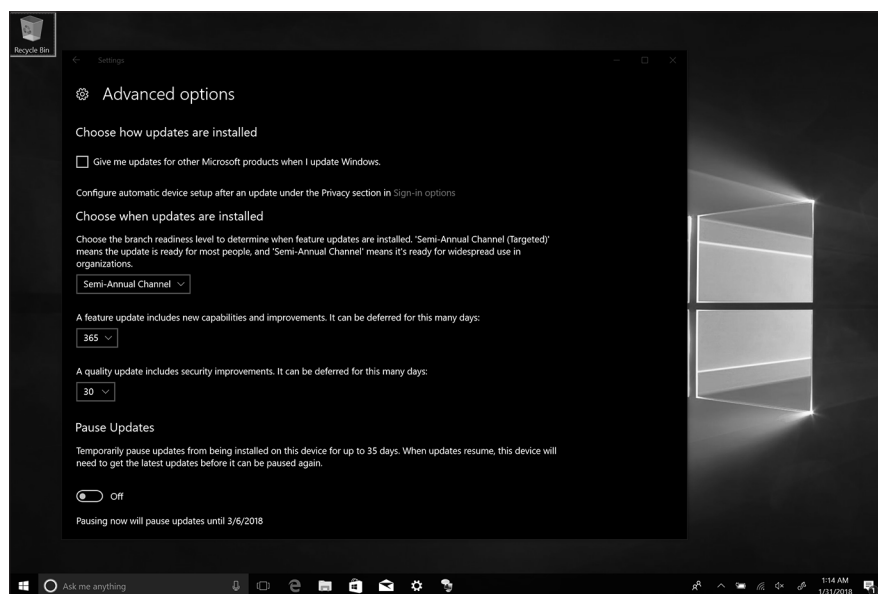 Recycle Bin
Settings
Advanced options
Choose how updates are installed
Give me updates for other Microsoft products when I update Windows.
Configure automatic device setup after an update under the Privacy section in Sign-in options
Choose when updates are installed
Choose the branch readiness level to determine when feature updates are installed. 'Semi-Annual Channel (Targeted)'
means the update is ready for most people, and 'Semi-Annual Channel' means it's ready for widespread use in
organizations.
Semi-Annual Channel
A feature update includes new capabilities and improvements. It can be deferred for this many days:
365
A quality update includes security improvements. It can be deferred for this many days:
30
Pause Updates
Temporarily pause updates from being installed on this device for up to 35 days. When updates resume, this device will
need to get the latest updates before it can be paused again.
Off
Pausing now will pause updates until 3/6/2018
Ask me anything
1:14 AM
1/31/2018